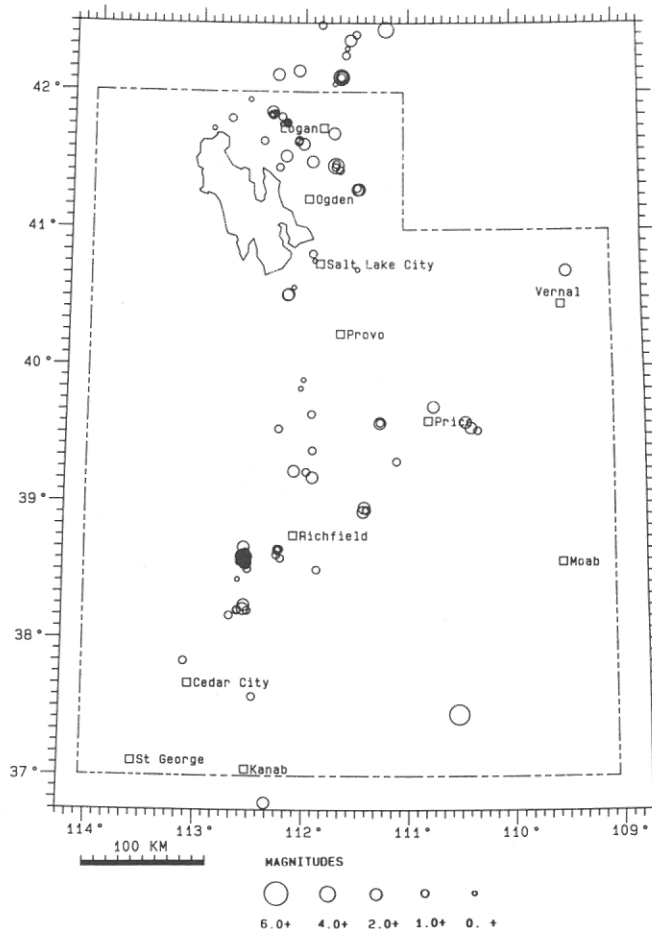 42°
Logan
41°
Ogden
Salt Lake City
Vernal
Provo
40°
Price
39°
Richfield
Moab
38°
Cedar City
St George
Kanab
37°
114° 113° 112° 111° 110° 109°
100 KM
MAGNITUDES
6.0+ 4.0+ 2.0+ 1.0+ 0. +